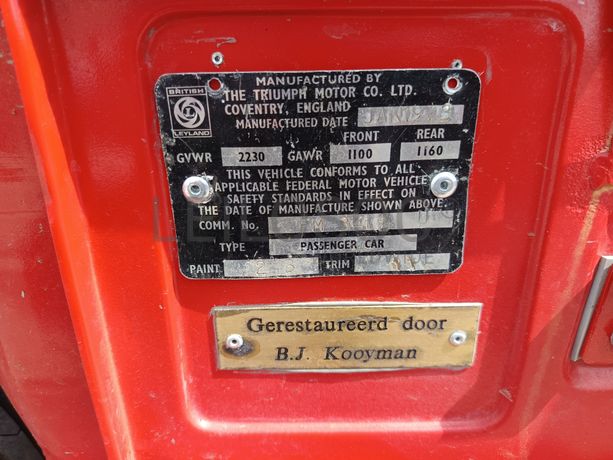 MANUFACTURED BY
THE TRIUMPH MOTOR CO. LTD.
COVENTRY, ENGLAND
BRITISH
L
LEYLAND
MANUFACTURED DATE
FRONT REAR
GVWR 2230 GAWR 1100 1160
THIS VEHICLE CONFORMS TO ALL
APPLICABLE FEDERAL MOTOR VEHICLE
SAFETY STANDARDS IN EFFECT ON
THE DATE OF MANUFACTURE SHOWN ABOVE.
COMM. No.
TYPE PASSENGER CAR
PAINT TRIM
Gerestaureerd door
B.J. Kooyman